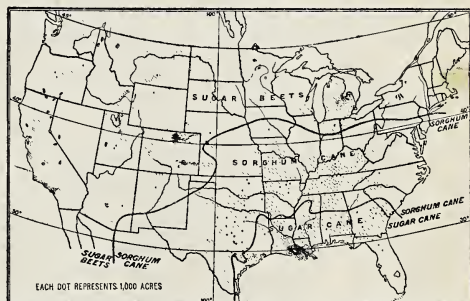 SUGAR BEETS
SORGHUM
CANE
SORGHUM CANE
SORGHUM CANE
SUGAR CANE
SUGAR CANE
SUGAR
BEETS
SORGHUM
CANE
EACH DOT REPRESENTS 1,000 ACRES